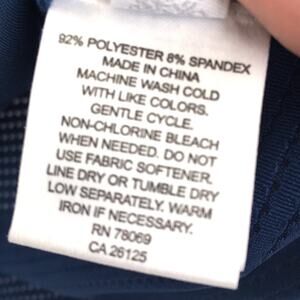 92% POLYESTER 8% SPANDEX
MADE IN CHINA
MACHINE WASH COLD
WITH LIKE COLORS.
GENTLE CYCLE.
NON-CHLORINE BLEACH
WHEN NEEDED. DO NOT
USE FABRIC SOFTENER.
LINE DRY OR TUMBLE DRY
LOW SEPARATELY. WARM
IRON IF NECESSARY.
RN 78069
CA 26125